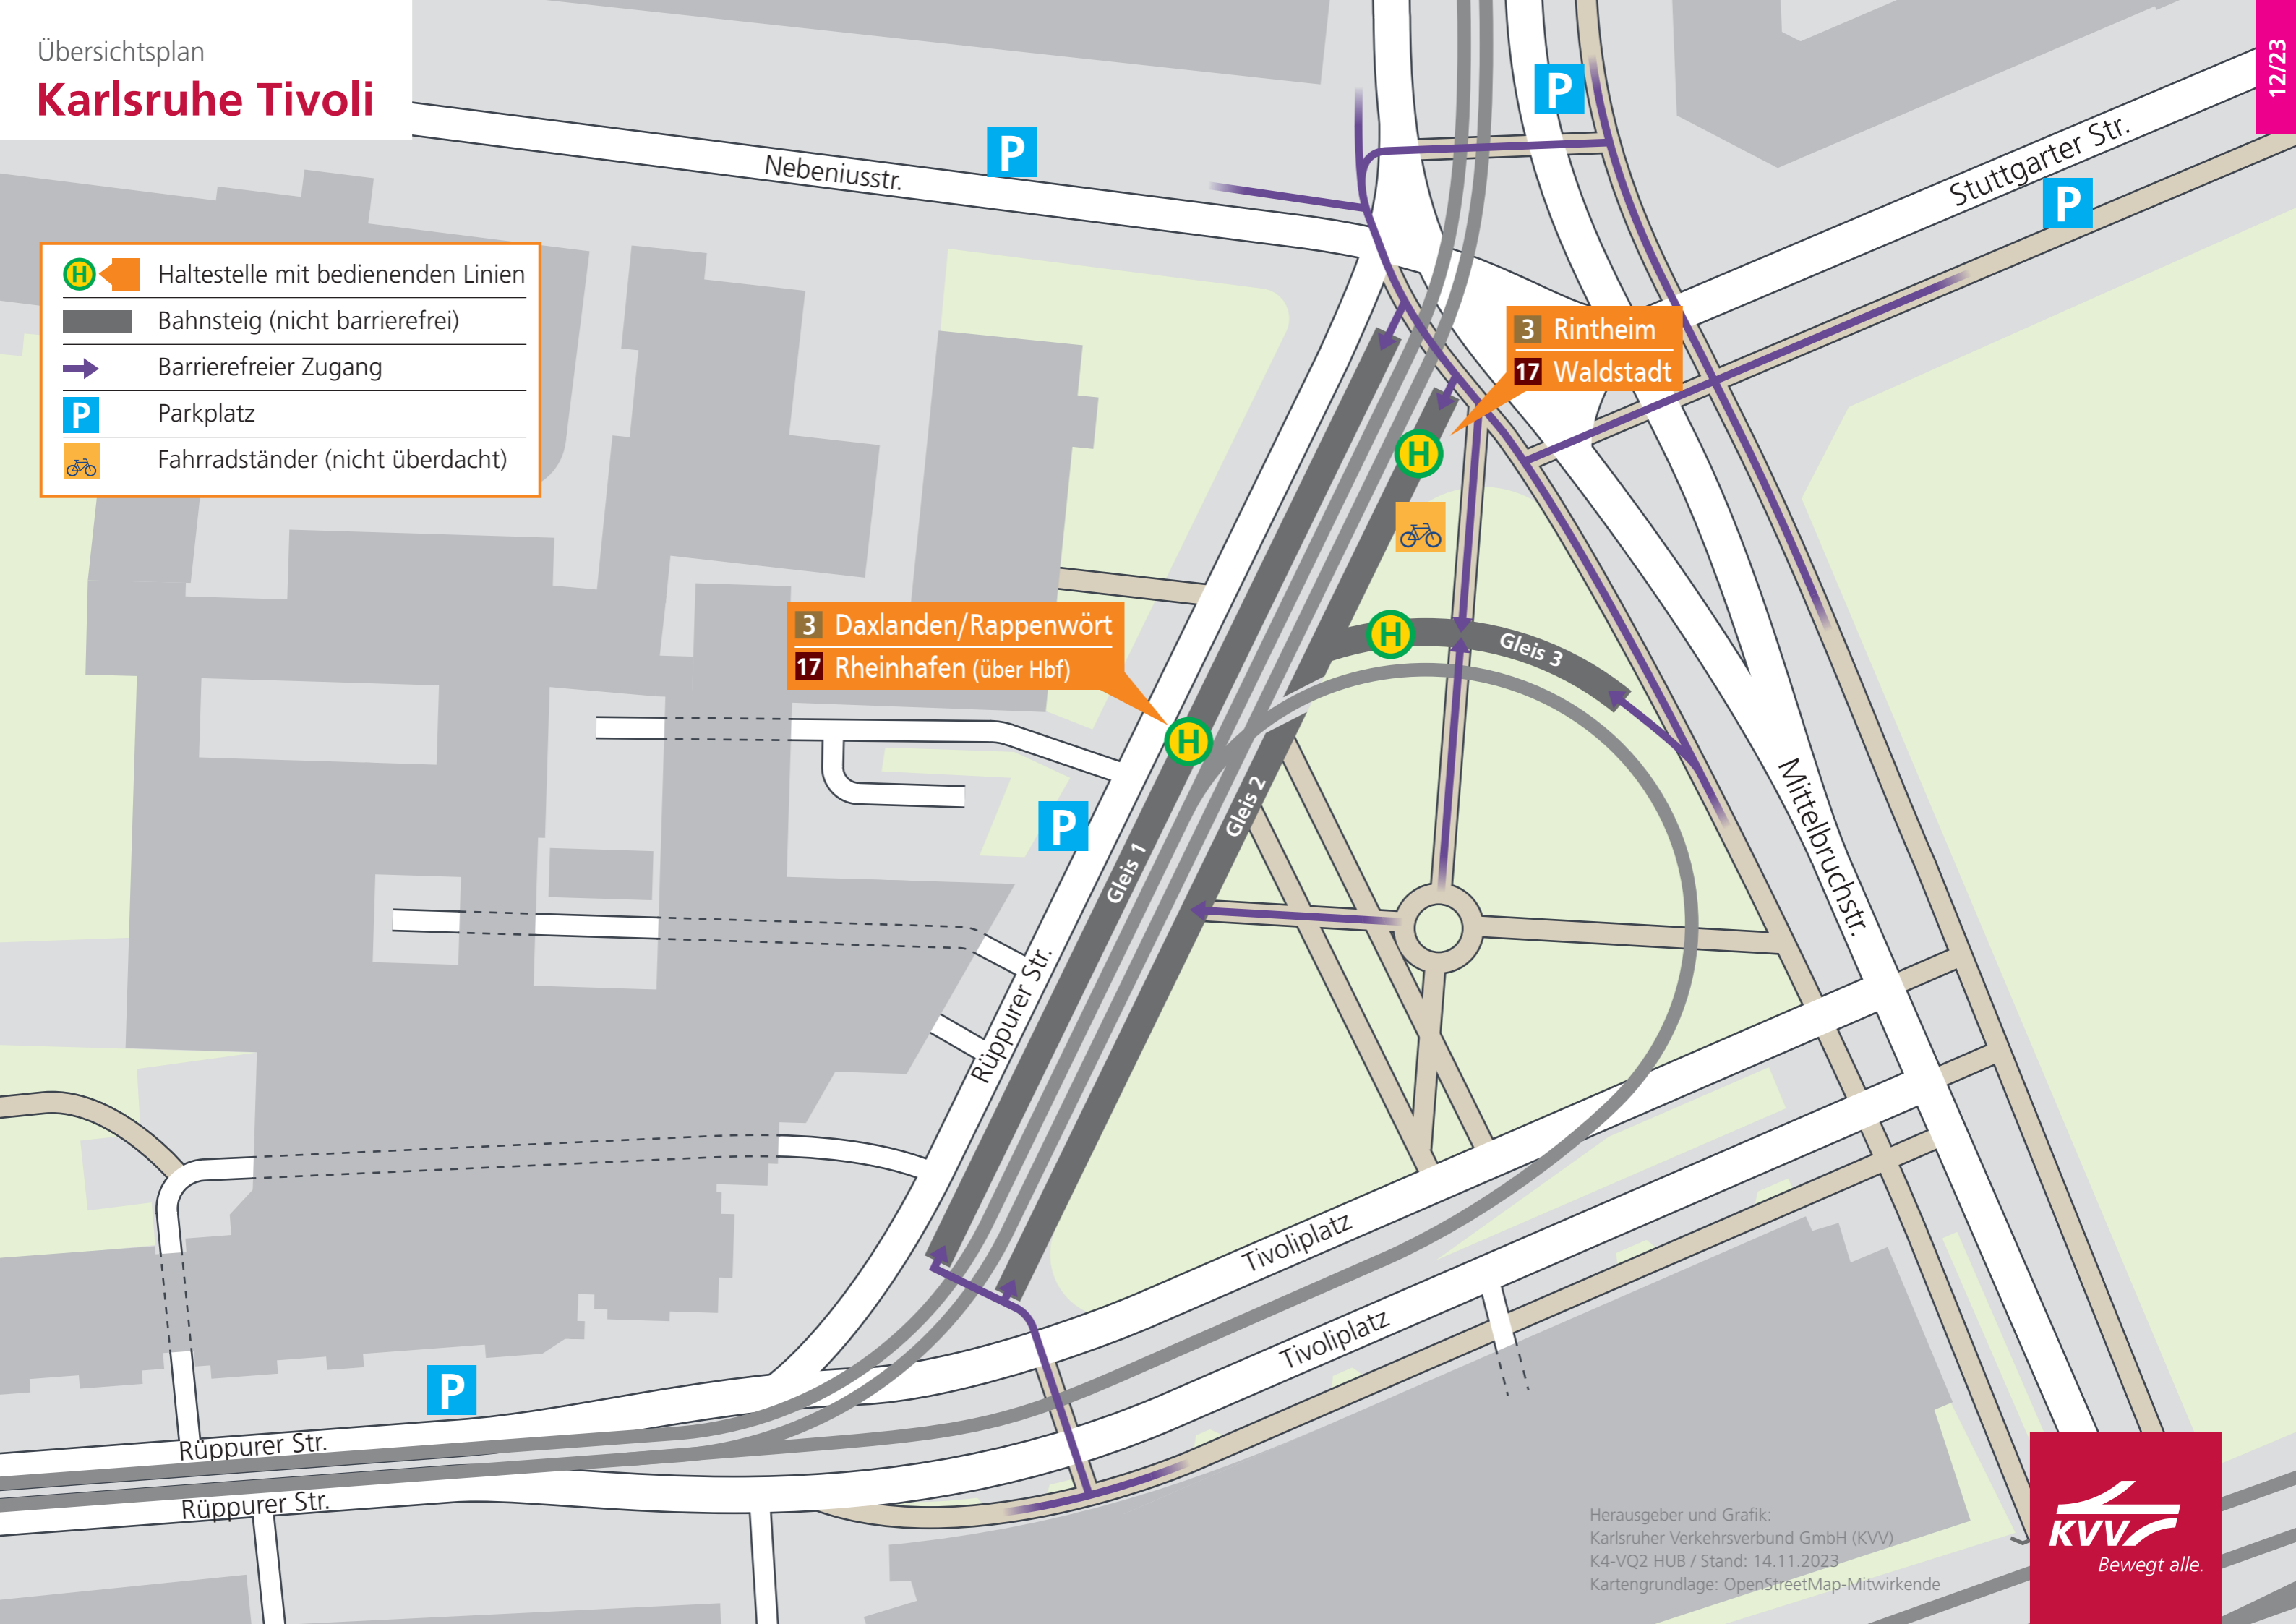 Übersichtsplan
Karlsruhe Tivoli
12/23
P
P
P
Nebeniusstr.
Stuttgarter Str.
H
Haltestelle mit bedienenden Linien
Bahnsteig (nicht barrierefrei)
Barrierefreier Zugang
P
Parkplatz
Fahrradständer (nicht überdacht)
3 Rintheim
17 Waldstadt
H
3 Daxlanden/Rappenwört
17 Rheinhafen (über Hbf)
H
Gleis 3
H
P
Gleis 1
Gleis 2
Mittelbruchstr.
Rüppurer Str.
Tivoliplatz
Tivoliplatz
P
Rüppurer Str.
Rüppurer Str.
Herausgeber und Grafik:
Karlsruher Verkehrsverbund GmbH (KVV)
K4-VQ2 HUB / Stand: 14.11.2023
Kartengrundlage: OpenStreetMap-Mitwirkende
KVV
Bewegt alle.